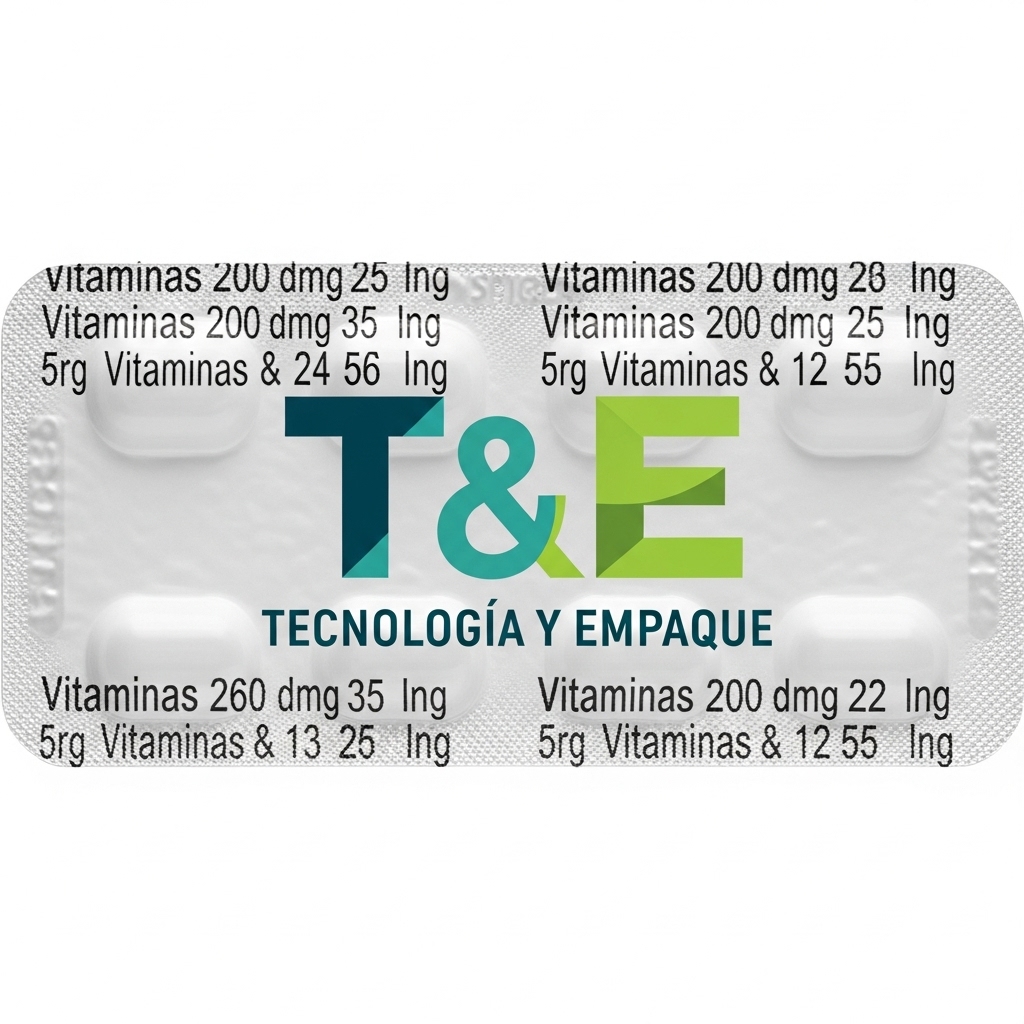 Vitaminas 200 dmg 25 Ing
Vitaminas 200 dmg 28 Ing
Vitaminas 200 dmg 35 Ing
Vitaminas 200 dmg 25 Ing
5rg Vitaminas & 24 56 Ing
5rg Vitaminas & 12 55 Ing
T&E
TECNOLOGÍA Y EMPAQUE
Vitaminas 260 dmg 35 Ing
Vitaminas 200 dmg 22 Ing
5rg Vitaminas & 13 25 Ing
5rg Vitaminas & 12 55 Ing